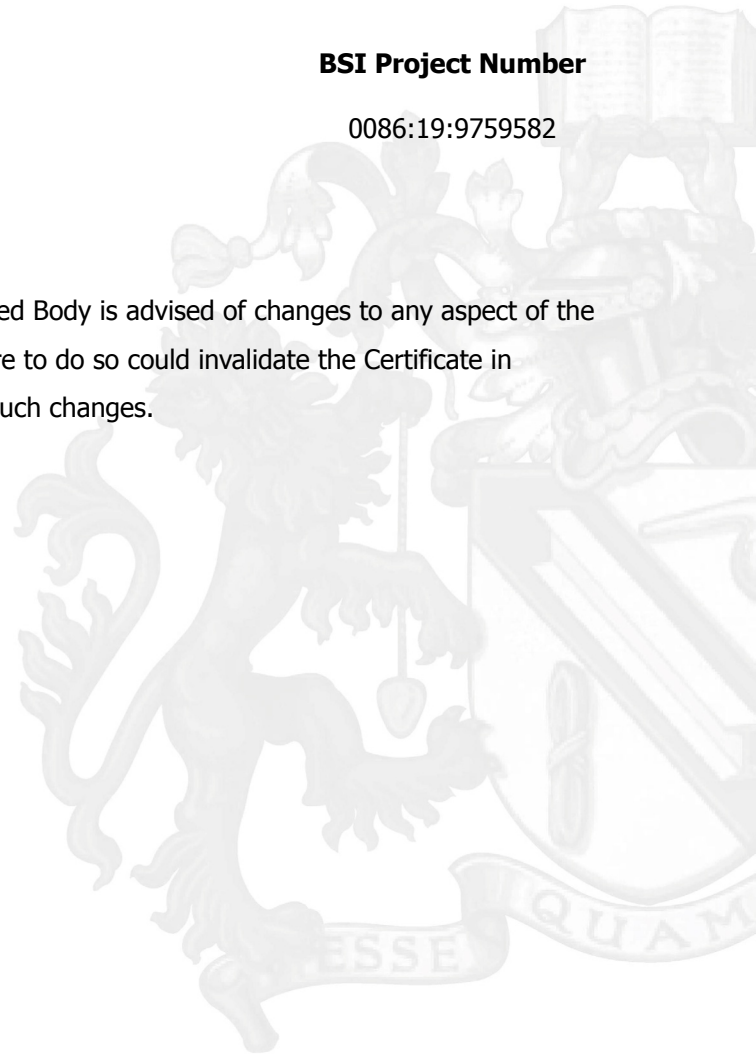 BSI Project Number
0086:19:9759582
ed Body is advised of changes to any aspect of the
re to do so could invalidate the Certificate in
uch changes.
ESSE
QUAM